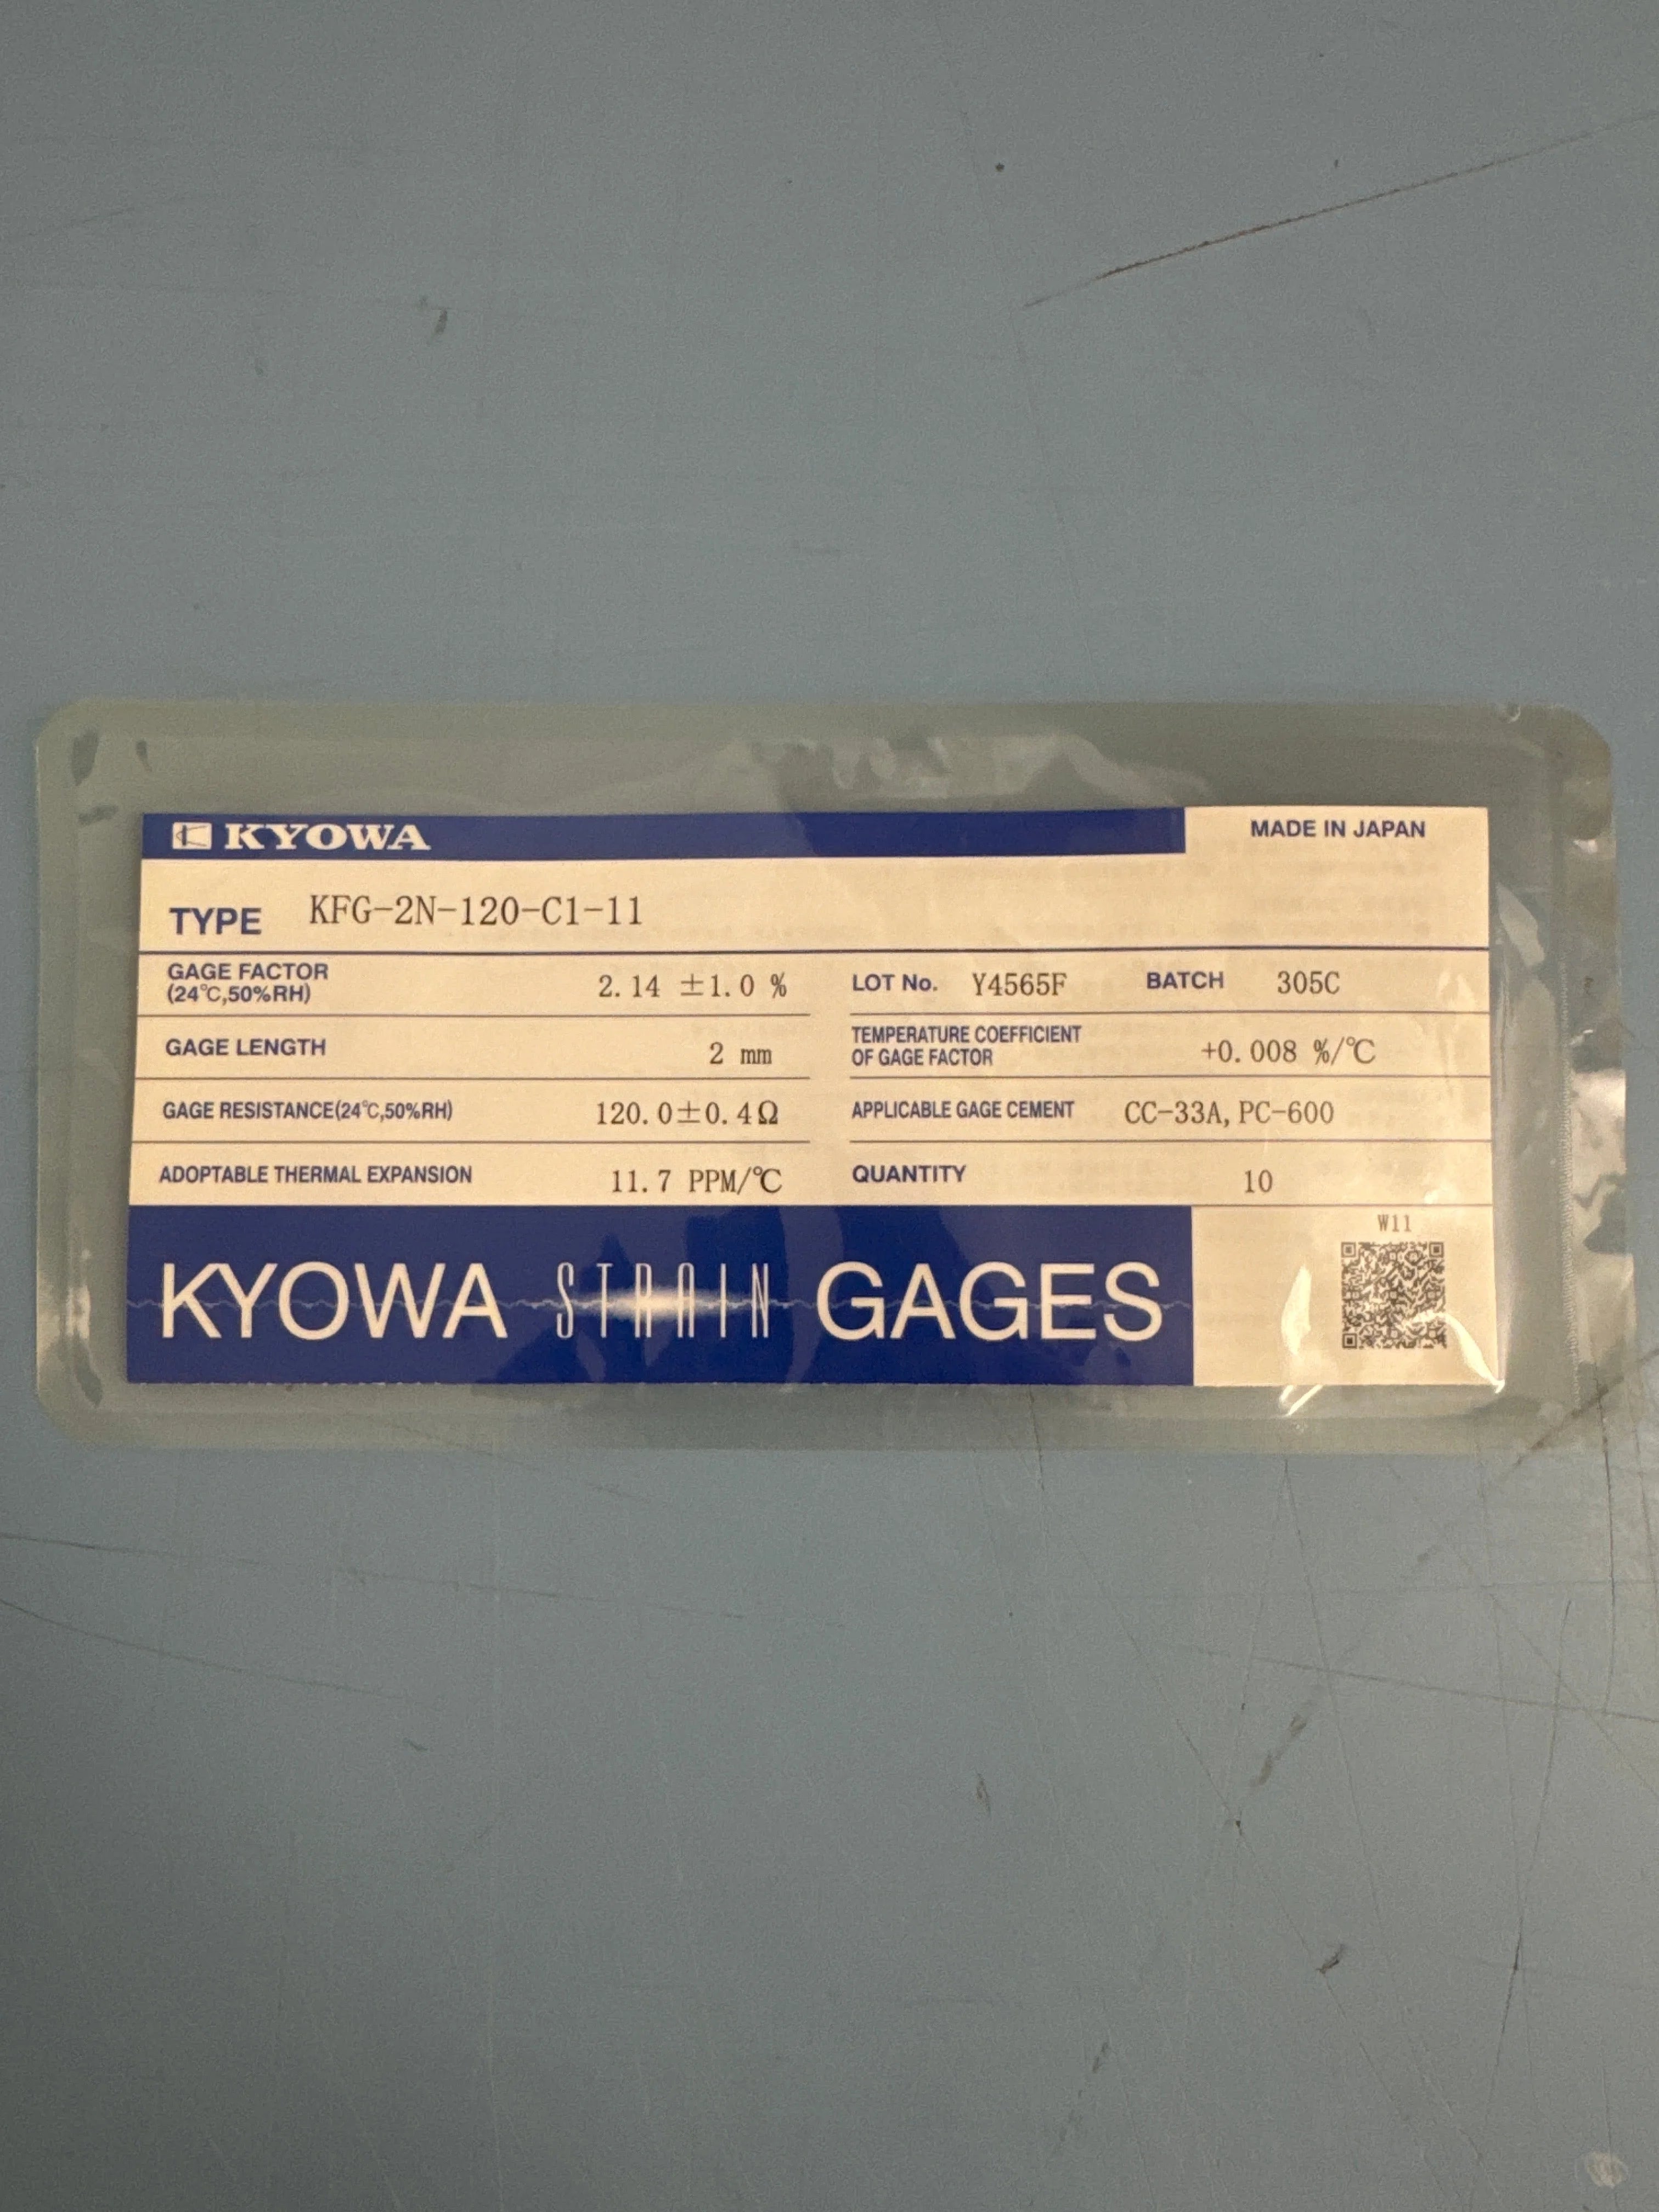 KYOWA
MADE IN JAPAN
TYPE KFG-2N-120-C1-11
GAGE FACTOR
(24℃,50%RH) 2.14 ±1.0 %
LOT No. Y4565F BATCH 305C
GAGE LENGTH 2 mm
TEMPERATURE COEFFICIENT
OF GAGE FACTOR +0.008 %/℃
GAGE RESISTANCE(24℃,50%RH) 120.0±0.4Ω
APPLICABLE GAGE CEMENT CC-33A, PC-600
ADOPTABLE THERMAL EXPANSION 11.7 PPM/℃
QUANTITY 10
W11
KYOWA STRAIN GAGES